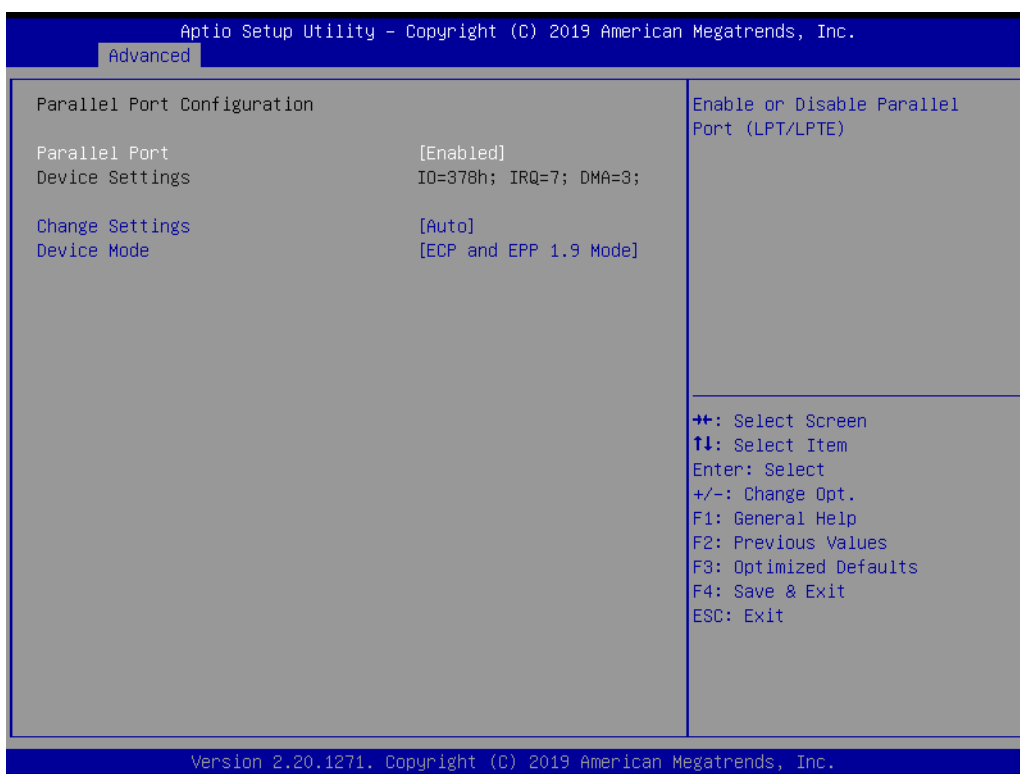 Aptio Setup Utility – Copyright (C) 2019 American Megatrends, Inc.
Advanced
Parallel Port Configuration
Parallel Port [Enabled]
Device Settings IO=378h; IRQ=7; DMA=3;
Change Settings [Auto]
Device Mode [ECP and EPP 1.9 Mode]
Enable or Disable Parallel
Port (LPT/LPTE)
→←: Select Screen
↑↓: Select Item
Enter: Select
+/-: Change Opt.
F1: General Help
F2: Previous Values
F3: Optimized Defaults
F4: Save & Exit
ESC: Exit
Version 2.20.1271. Copyright (C) 2019 American Megatrends, Inc.